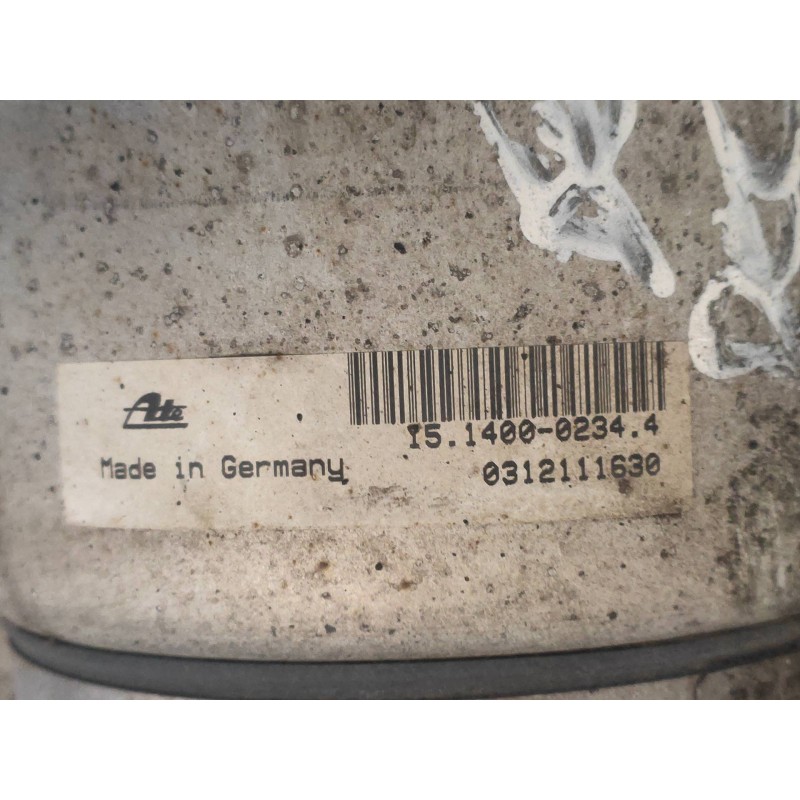 Ate
15.1400-0234.4
Made in Germany
0312111630